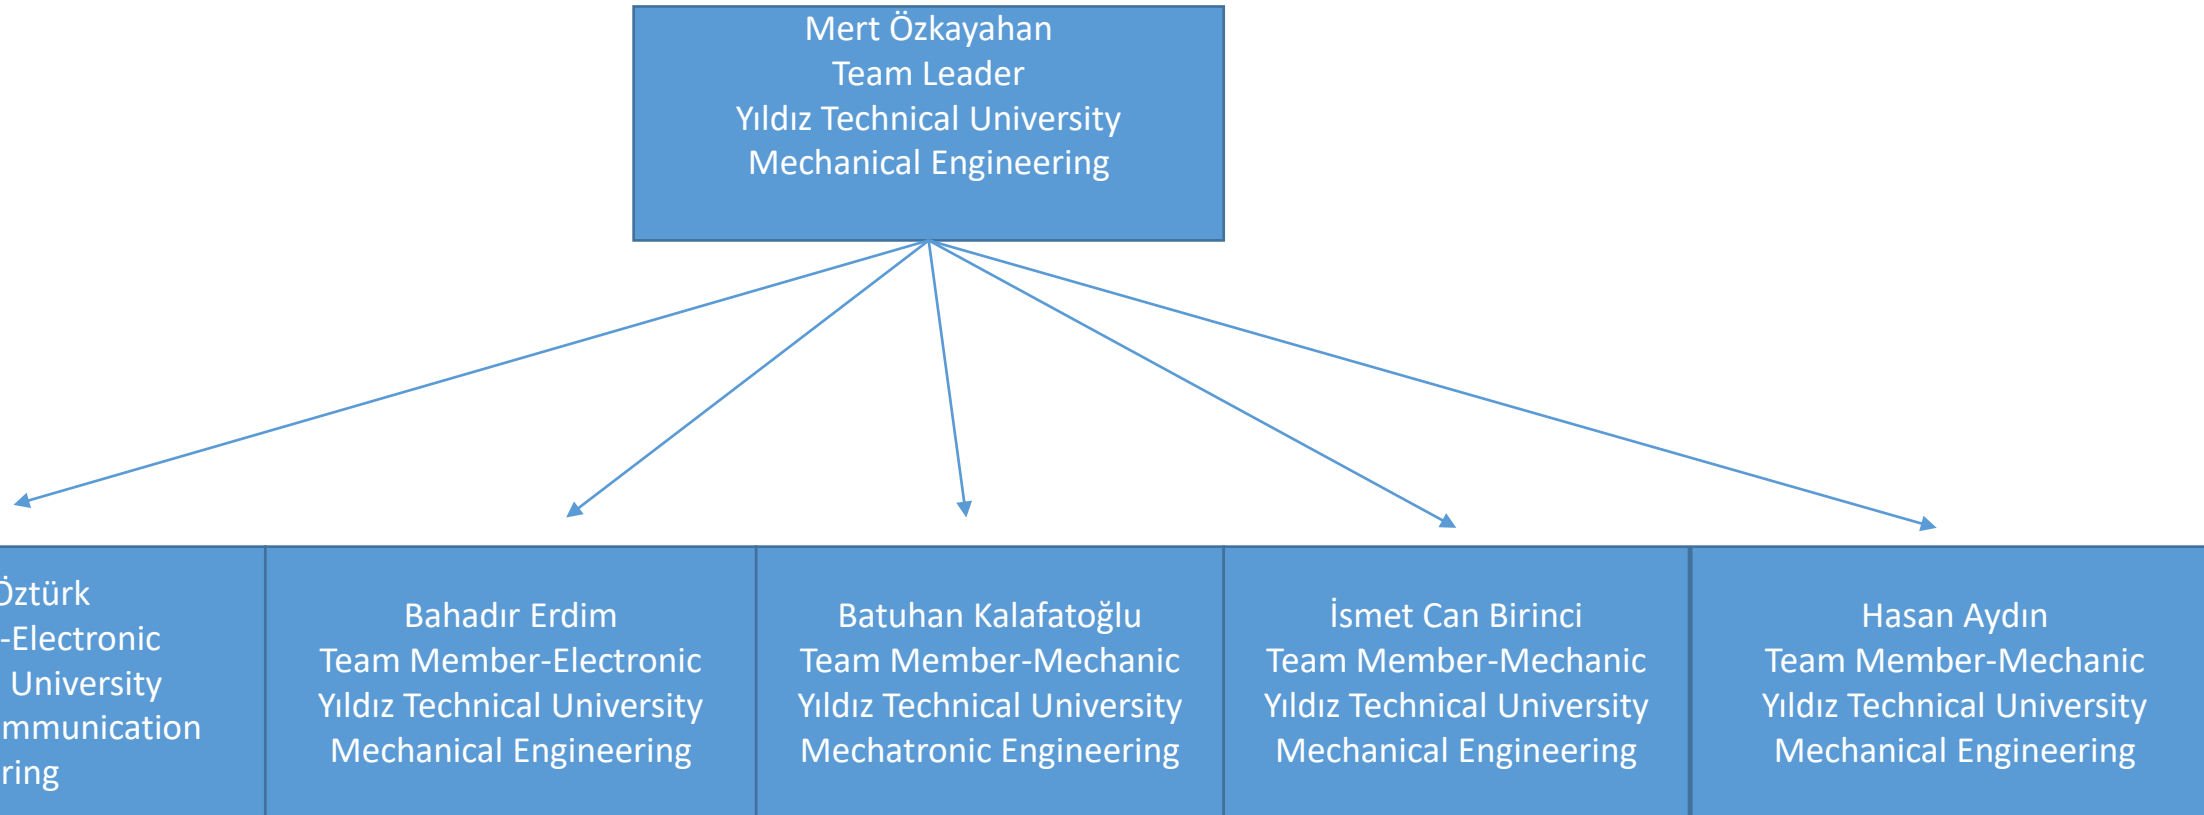 Mert Özkayahan
Team Leader
Yıldız Technical University
Mechanical Engineering
Öztürk
-Electronic
University
Bahadır Erdim
Team Member-Electronic
Yıldız Technical University
Mechanical Engineering
Batuhan Kalafatoğlu
Team Member-Mechanic
Yıldız Technical University
Mechatronic Engineering
İsmet Can Birinci
Team Member-Mechanic
Yıldız Technical University
Mechanical Engineering
Hasan Aydın
Team Member-Mechanic
Yıldız Technical University
Mechanical Engineering